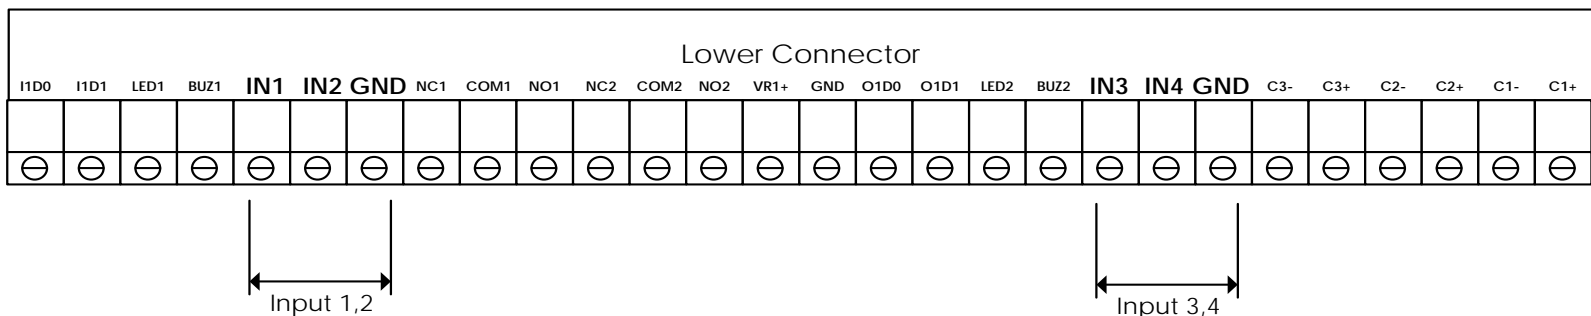 Lower Connector
I1D0 I1D1 LED1 BUZ1 IN1 IN2 GND NC1 COM1 NO1 NC2 COM2 NO2 VR1+ GND O1D0 O1D1 LED2 BUZ2 IN3 IN4 GND C3- C3+ C2- C2+ C1- C1+
Input 1,2 Input 3,4